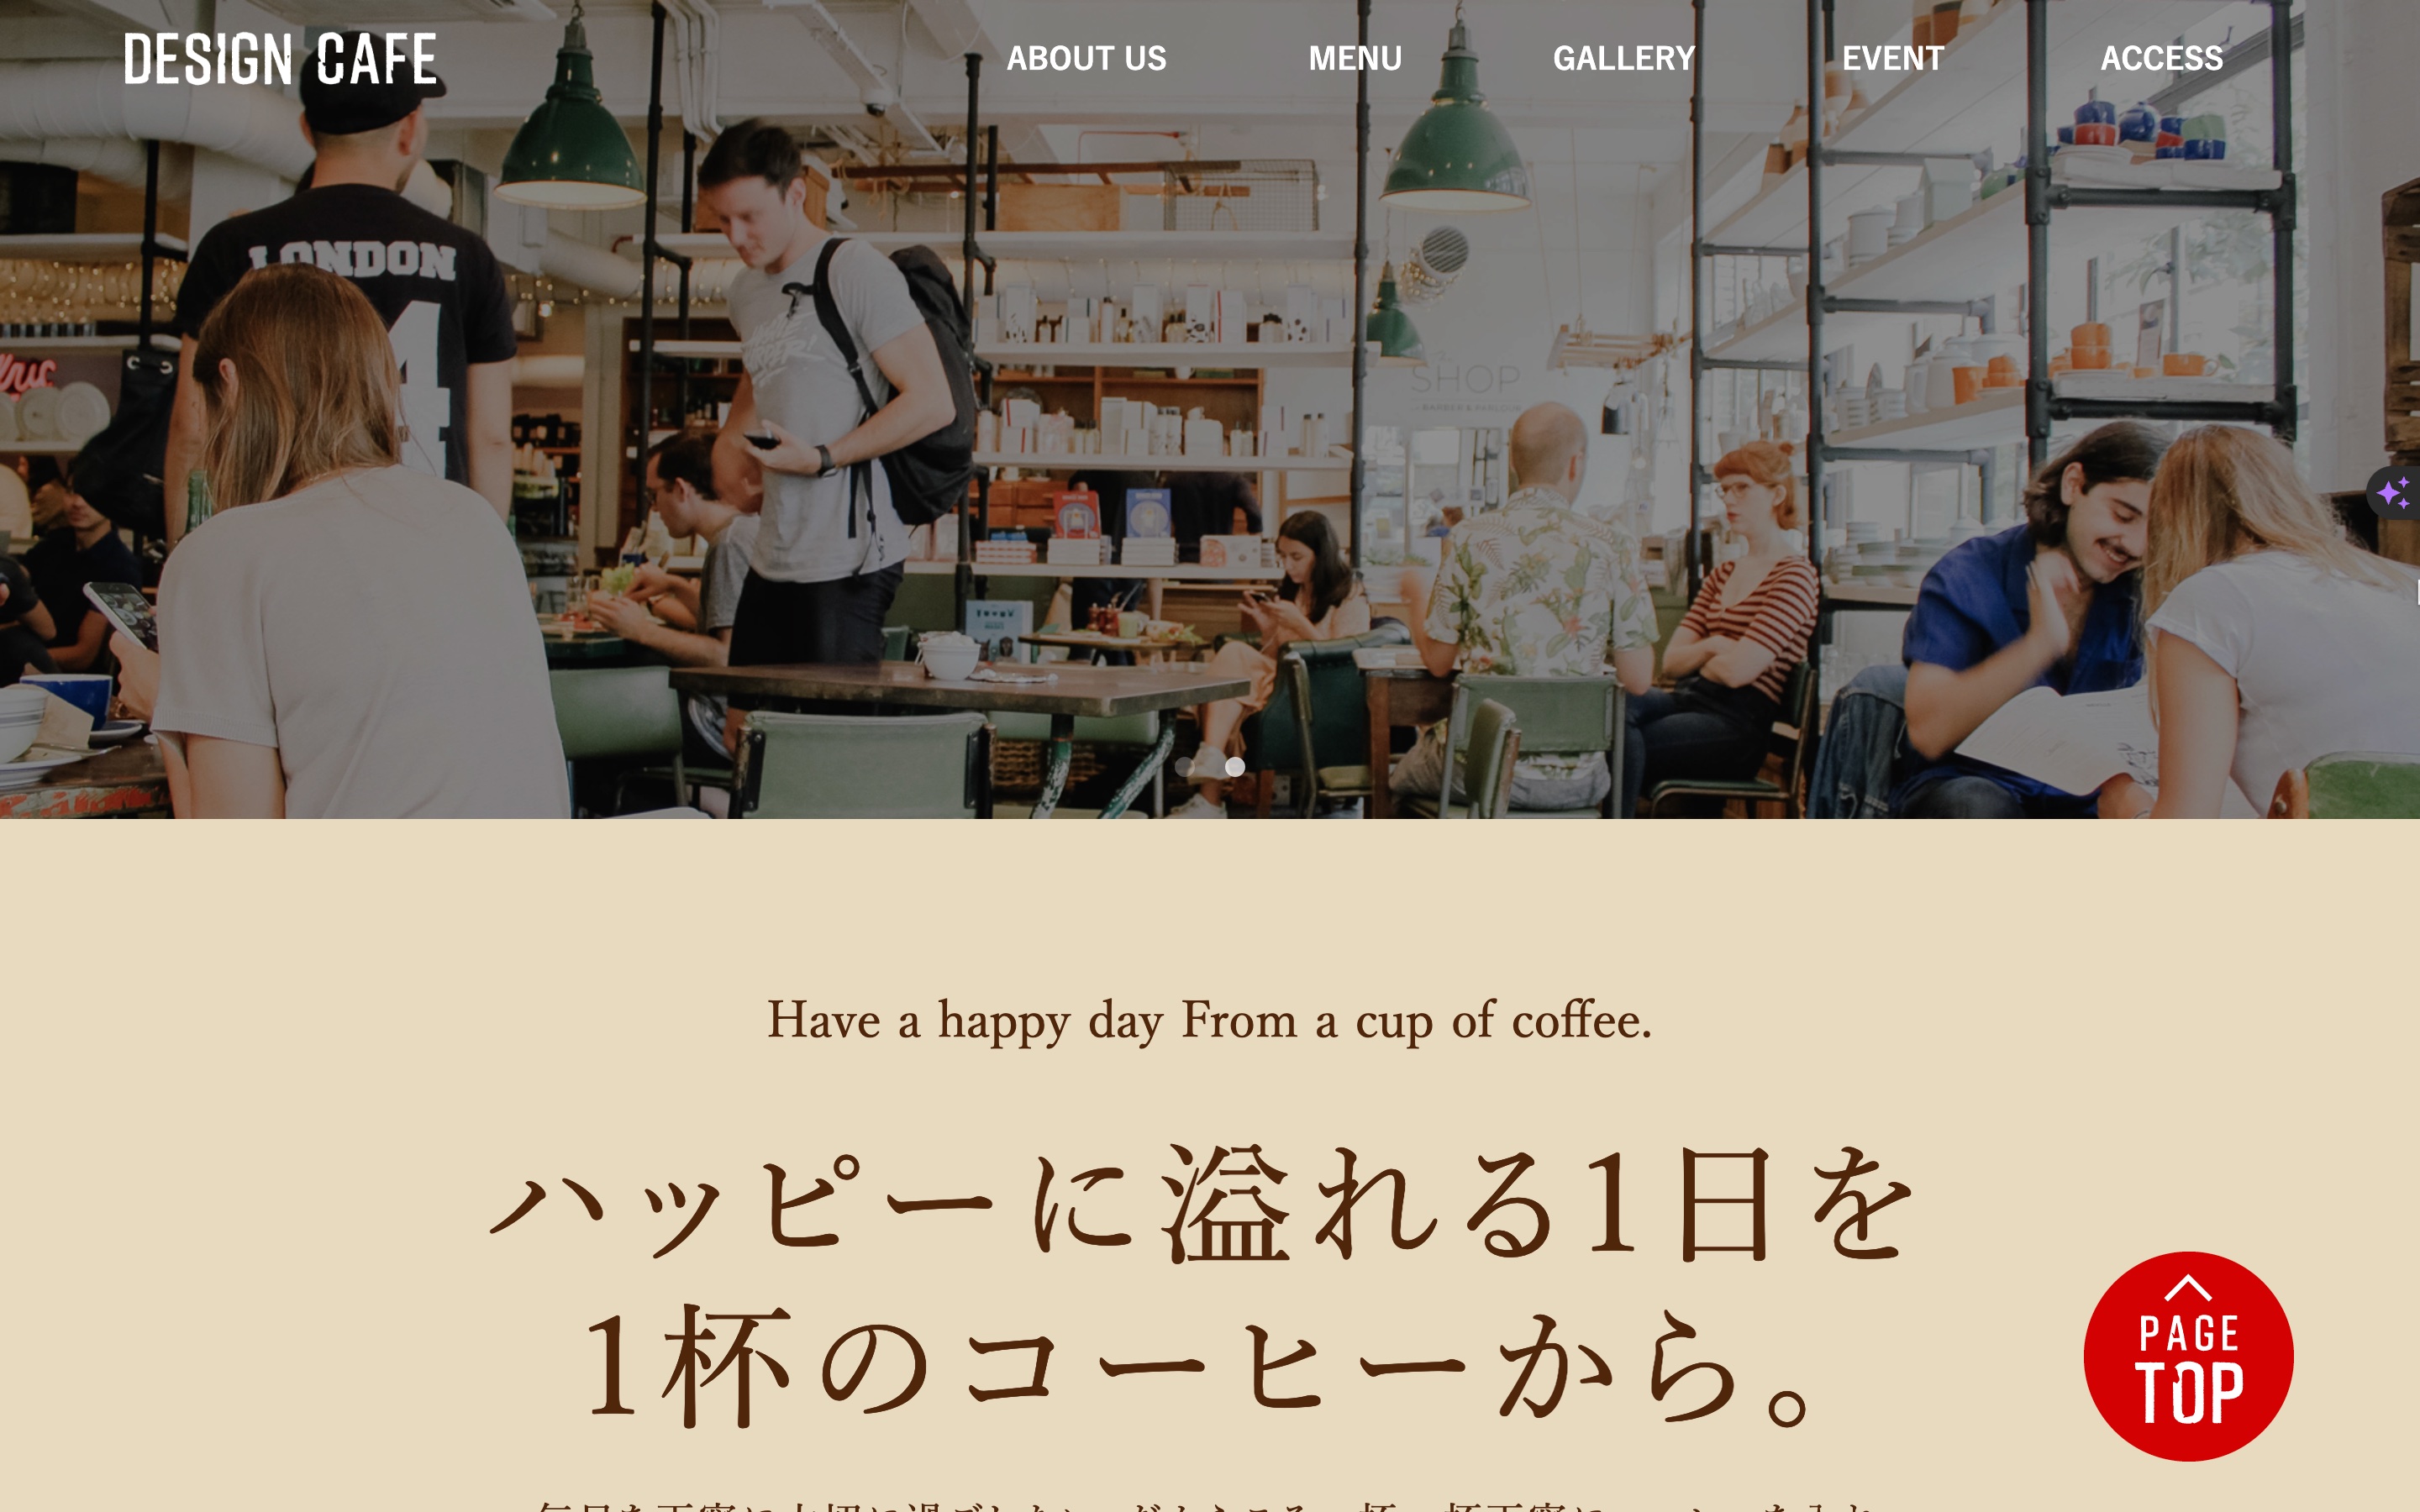 DESIGN CAFE
ABOUT US
MENU
GALLERY
EVENT
ACCESS
LONDON
4
SHOP
Have a happy day From a cup of coffee.
ハッピーに溢れる1日を
1杯のコーヒーから。
PAGE
TOP